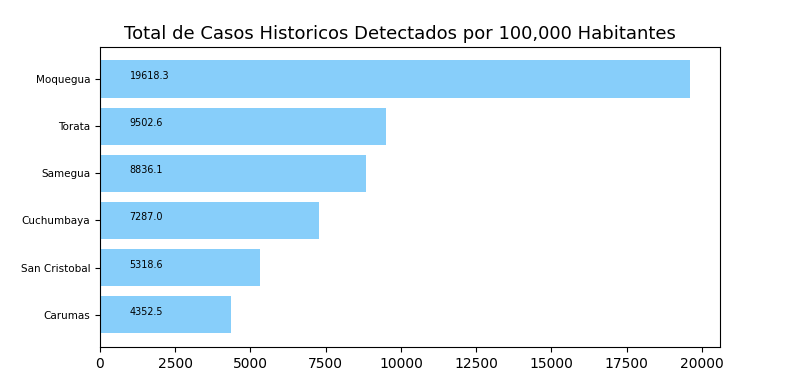 Total de Casos Historicos Detectados por 100,000 Habitantes
Moquegua 19618.3
Torata 9502.6
Samegua 8836.1
Cuchumbaya 7287.0
San Cristobal 5318.6
Carumas 4352.5
0 2500 5000 7500 10000 12500 15000 17500 20000